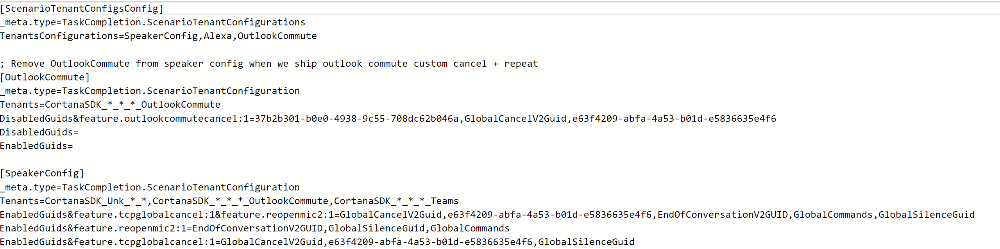 [ScenarioTenantConfigsConfig]
_meta.type=TaskCompletion.ScenarioTenantConfigurations
TenantsConfigurations=SpeakerConfig,Alexa,OutlookCommute
; Remove OutlookCommute from speaker config when we ship outlook commute custom cancel + repeat
[OutlookCommute]
_meta.type=TaskCompletion.ScenarioTenantConfiguration
Tenants=CortanaSDK_*_*_*_OutlookCommute
DisabledGuids&feature.outlookcommutecancel:1=37b2b301-b0e0-4938-9c55-708dc62b046a,GlobalCancelV2Guid,e63f4209-abfa-4a53-b01d-e5836635e4f6
DisabledGuids=
EnabledGuids=
[SpeakerConfig]
_meta.type=TaskCompletion.ScenarioTenantConfiguration
Tenants=CortanaSDK_Unk_*_*,CortanaSDK_*_*_*_OutlookCommute,CortanaSDK_*_*_*_Teams
EnabledGuids&feature.tcpglobalcancel:1&feature.reopenmic2:1=GlobalCancelV2Guid,e63f4209-abfa-4a53-b01d-e5836635e4f6,EndOfConversationV2GUID,GlobalCommands,GlobalSilenceGuid
EnabledGuids&feature.reopenmic2:1=EndOfConversationV2GUID,GlobalSilenceGuid,GlobalCommands
EnabledGuids&feature.tcpglobalcancel:1=GlobalCancelV2Guid,e63f4209-abfa-4a53-b01d-e5836635e4f6,GlobalSilenceGuid